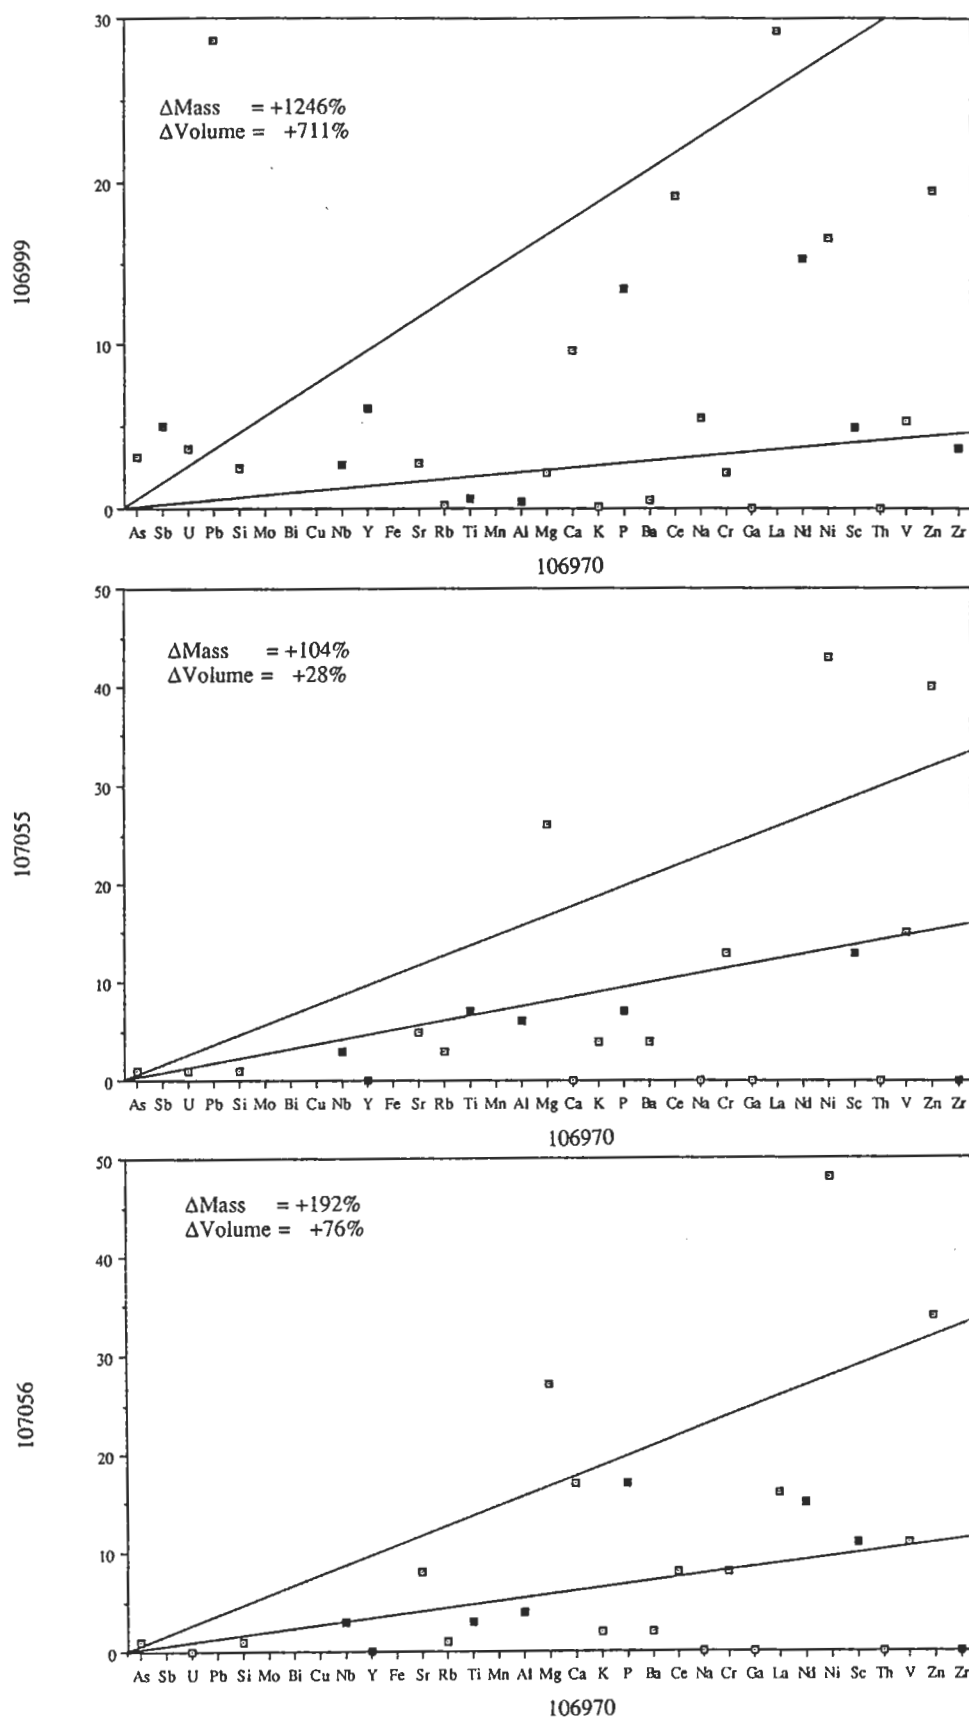 30
ΔMass = +1246%
ΔVolume = +711%
20
106999
10
0
As Sb U Pb Si Mo Bi Cu Nb Y Fe Sr Rb Ti Mn Al Mg Ca K P Ba Ce Na Cr Ga La Nd Ni Sc Th V Zn Zr
106970
50
ΔMass = +104%
ΔVolume = +28%
40
30
107055
20
10
0
As Sb U Pb Si Mo Bi Cu Nb Y Fe Sr Rb Ti Mn Al Mg Ca K P Ba Ce Na Cr Ga La Nd Ni Sc Th V Zn Zr
106970
50
ΔMass = +192%
ΔVolume = +76%
40
30
107056
20
10
0
As Sb U Pb Si Mo Bi Cu Nb Y Fe Sr Rb Ti Mn Al Mg Ca K P Ba Ce Na Cr Ga La Nd Ni Sc Th V Zn Zr
106970